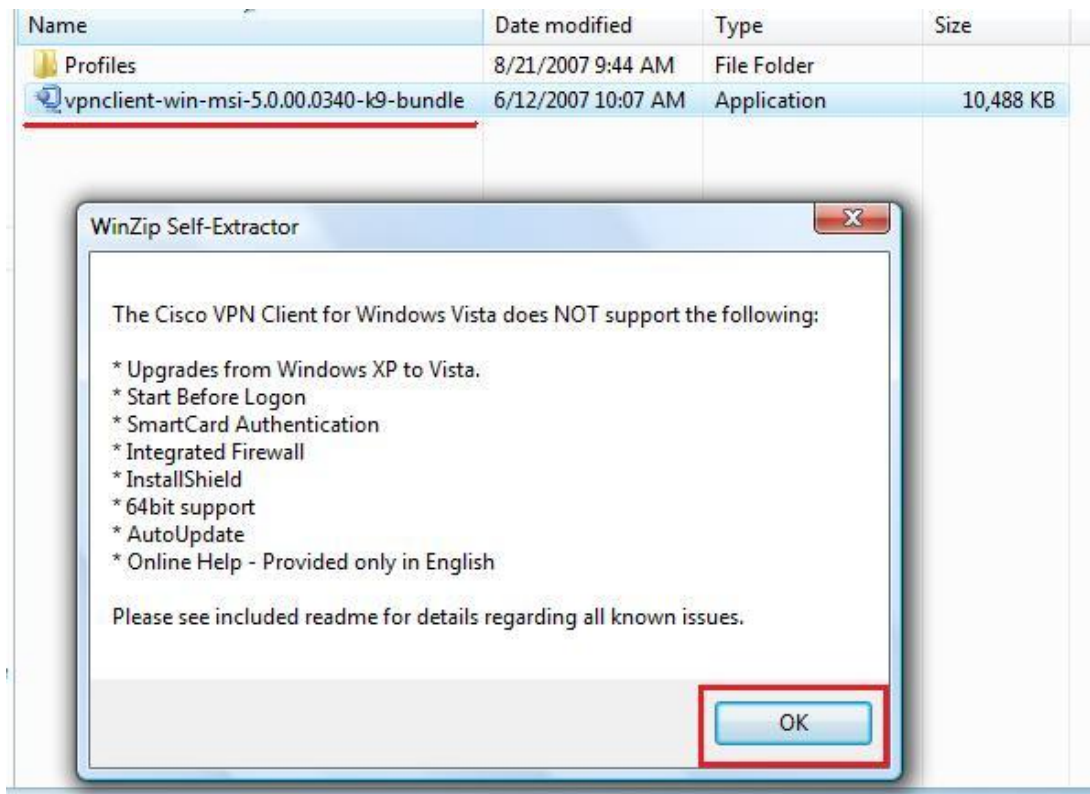 Name Date modified Type Size
Profiles 8/21/2007 9:44 AM File Folder
vpnclient-win-msi-5.0.00.0340-k9-bundle 6/12/2007 10:07 AM Application 10,488 KB
WinZip Self-Extractor
The Cisco VPN Client for Windows Vista does NOT support the following:
* Upgrades from Windows XP to Vista.
* Start Before Logon
* SmartCard Authentication
* Integrated Firewall
* InstallShield
* 64bit support
* AutoUpdate
* Online Help - Provided only in English
Please see included readme for details regarding all known issues.
OK